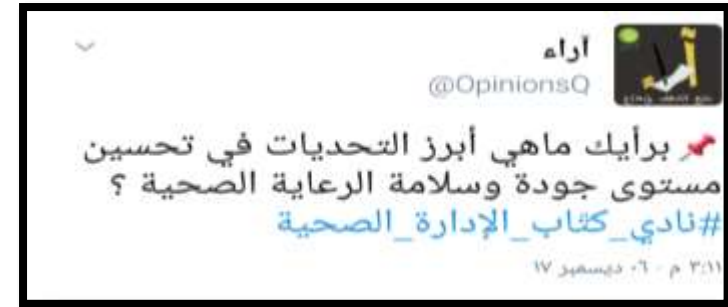 آراء
@OpinionsQ
📌 برأيك ماهي أبرز التحديات في تحسين
مستوى جودة وسلامة الرعاية الصحية ؟
#نادي_كتاب_الإدارة_الصحية
٣:١١ م · ٠٦ ديسمبر ١٧